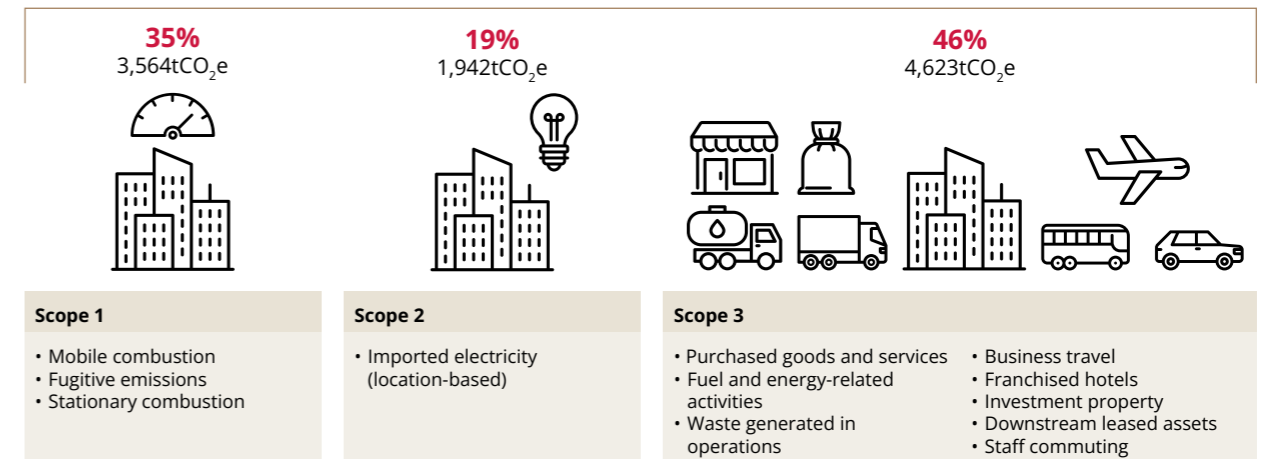 35%
3,564tCO₂e
19%
1,942tCO₂e
46%
4,623tCO₂e
Scope 1
• Mobile combustion
• Fugitive emissions
• Stationary combustion
Scope 2
• Imported electricity
(location-based)
Scope 3
• Purchased goods and services
• Fuel and energy-related
activities
• Waste generated in
operations
• Business travel
• Franchised hotels
• Investment property
• Downstream leased assets
• Staff commuting